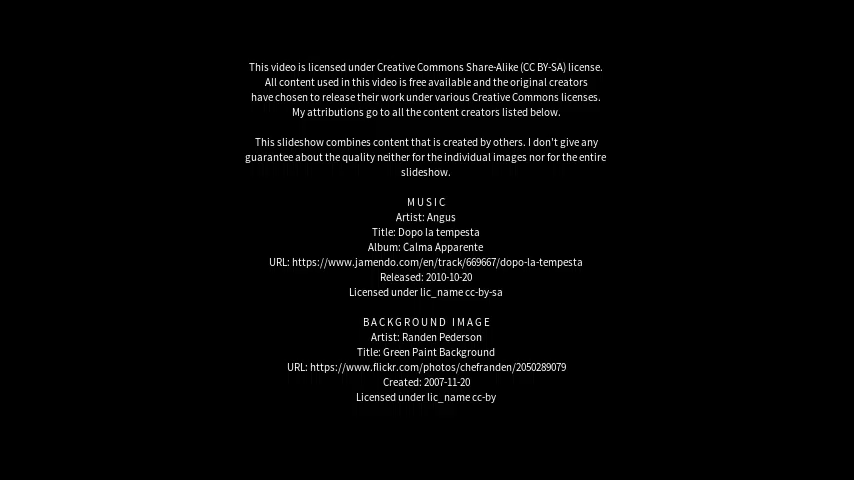 This video is licensed under Creative Commons Share-Alike (CC BY-SA) license.
All content used in this video is free available and the original creators
have chosen to release their work under various Creative Commons licenses.
My attributions go to all the content creators listed below.
This slideshow combines content that is created by others. I don't give any
guarantee about the quality neither for the individual images nor for the entire
slideshow.
MUSIC
Artist: Angus
Title: Dopo la tempesta
Album: Calma Apparente
URL: https://www.jamendo.com/en/track/669667/dopo-la-tempesta
Released: 2010-10-20
Licensed under lic_name cc-by-sa
BACKGROUND IMAGE
Artist: Randen Pederson
Title: Green Paint Background
URL: https://www.flickr.com/photos/chefranden/2050289079
Created: 2007-11-20
Licensed under lic_name cc-by